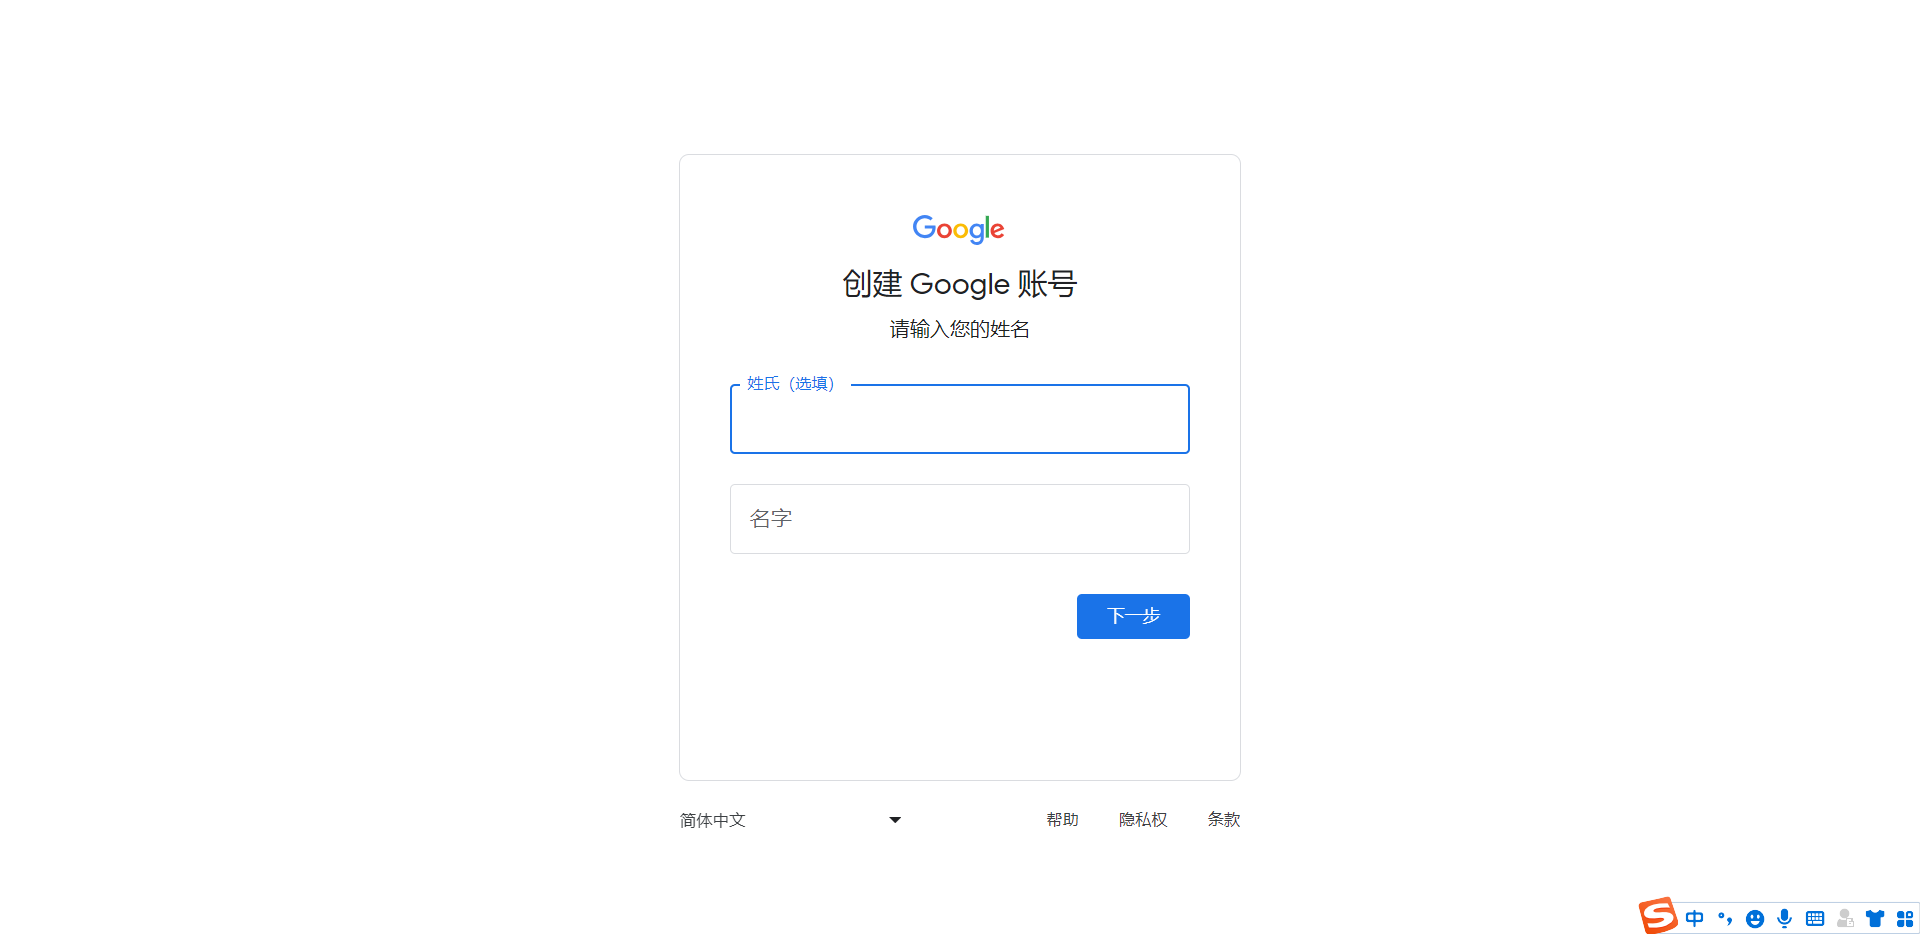 Google
创建 Google 账号
请输入您的姓名
姓氏（选填）
名字
下一步
简体中文
帮助 隐私权 条款
S 中